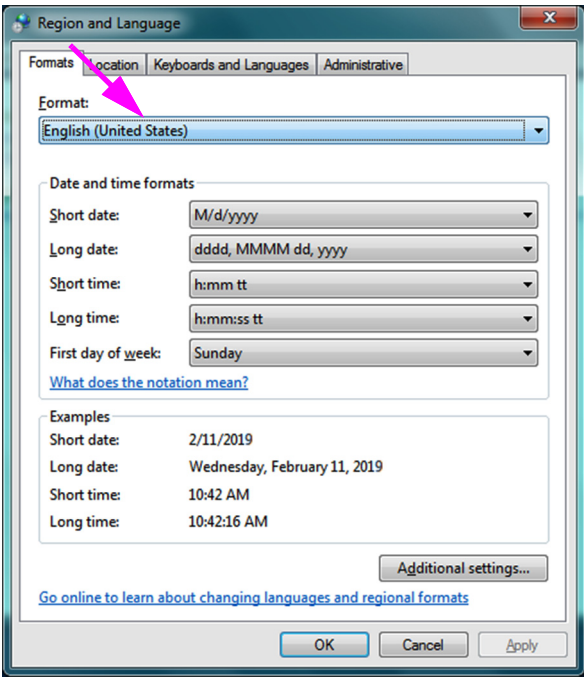 Region and Language
Formats Location Keyboards and Languages Administrative
Format:
English (United States)
Date and time formats
Short date: M/d/yyyy
Long date: dddd, MMMM dd, yyyy
Short time: h:mm tt
Long time: h:mm:ss tt
First day of week: Sunday
What does the notation mean?
Examples
Short date: 2/11/2019
Long date: Wednesday, February 11, 2019
Short time: 10:42 AM
Long time: 10:42:16 AM
Additional settings...
Go online to learn about changing languages and regional formats
OK Cancel Apply